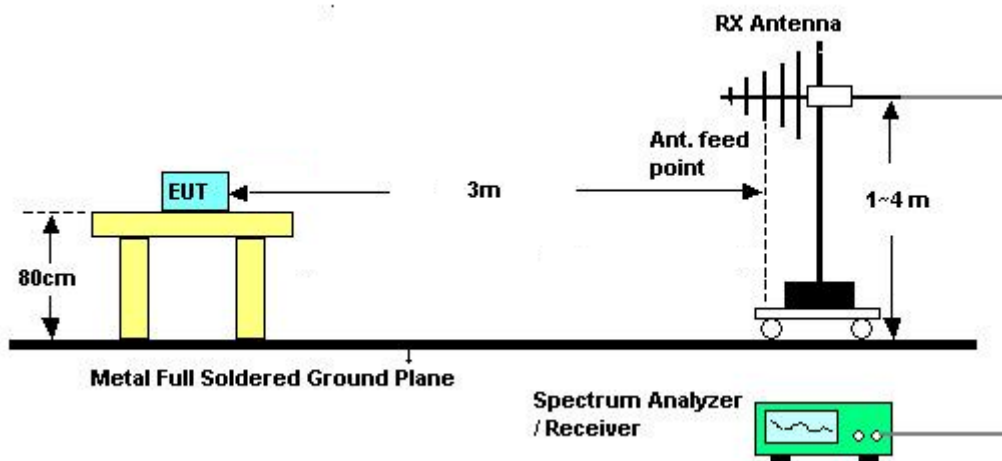 RX Antenna
Ant. feed
point
EUT
3m
1~4 m
80cm
Metal Full Soldered Ground Plane
Spectrum Analyzer
/ Receiver